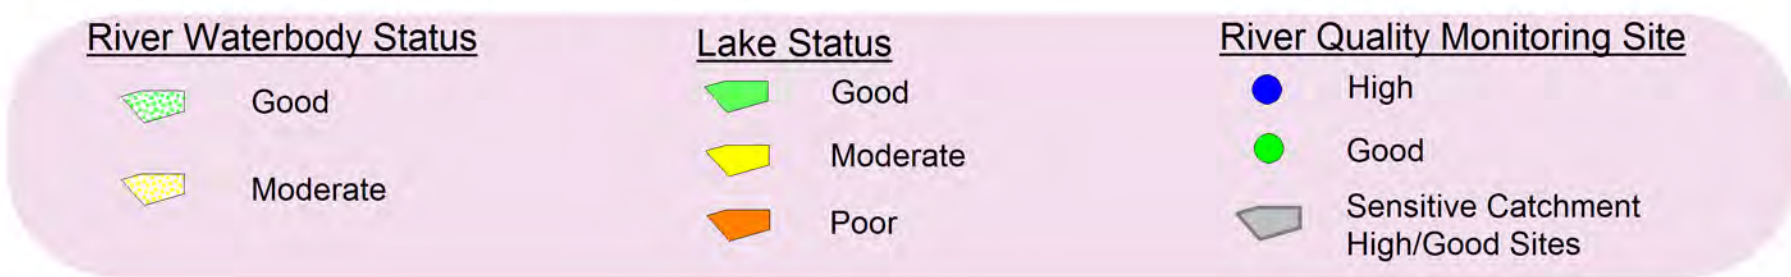 River Waterbody Status
Good
Moderate
Lake Status
Good
Moderate
Poor
River Quality Monitoring Site
High
Good
Sensitive Catchment
High/Good Sites